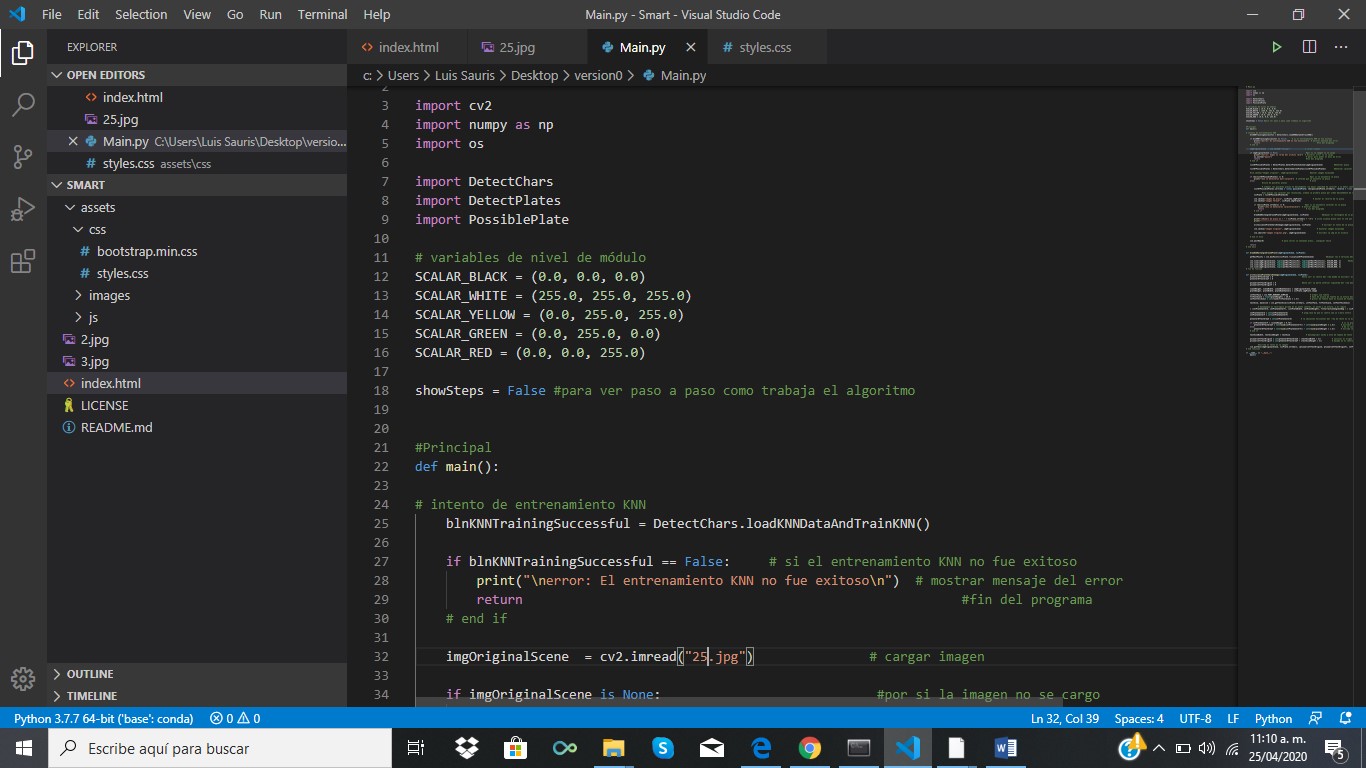 File Edit Selection View Go Run Terminal Help
Main.py - Smart - Visual Studio Code
EXPLORER
OPEN EDITORS
index.html
25.jpg
Main.py C:\Users\Luis Sauris\Desktop\versio...
styles.css assets\css
SMART
assets
css
bootstrap.min.css
styles.css
images
js
2.jpg
3.jpg
index.html
LICENSE
README.md
OUTLINE
TIMELINE
index.html
25.jpg
Main.py
styles.css
c: > Users > Luis Sauris > Desktop > version0 > Main.py
2
3 import cv2
4 import numpy as np
5 import os
6
7 import DetectChars
8 import DetectPlates
9 import PossiblePlate
10
11 # variables de nivel de módulo
12 SCALAR_BLACK = (0.0, 0.0, 0.0)
13 SCALAR_WHITE = (255.0, 255.0, 255.0)
14 SCALAR_YELLOW = (0.0, 255.0, 255.0)
15 SCALAR_GREEN = (0.0, 255.0, 0.0)
16 SCALAR_RED = (0.0, 0.0, 255.0)
17
18 showSteps = False #para ver paso a paso como trabaja el algoritmo
19
20
21 #Principal
22 def main():
23
24 # intento de entrenamiento KNN
25 blnKNNTrainingSuccessful = DetectChars.loadKNNDataAndTrainKNN()
26
27 if blnKNNTrainingSuccessful == False: # si el entrenamiento KNN no fue exitoso
28 print("\nerror: El entrenamiento KNN no fue exitoso\n") # mostrar mensaje del error
29 return #fin del programa
30 # end if
31
32 imgOriginalScene = cv2.imread("25.jpg") # cargar imagen
33
34 if imgOriginalScene is None: #por si la imagen no se cargo
Python 3.7.7 64-bit ('base': conda) 0 0
Ln 32, Col 39 Spaces: 4 UTF-8 LF Python
Escribe aquí para buscar
11:10 a. m.
25/04/2020
5